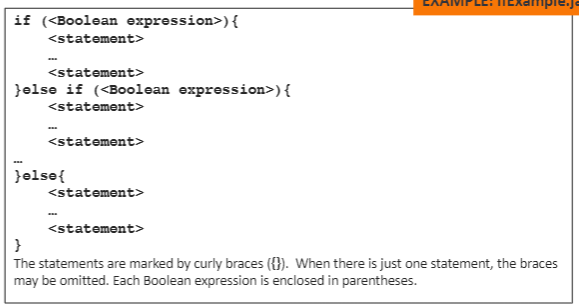 EXAMPLE: IfExample.ja
if (<Boolean expression>){
    <statement>
    …
    <statement>
}else if (<Boolean expression>){
    <statement>
    …
    <statement>
…
}else{
    <statement>
    …
    <statement>
}
The statements are marked by curly braces ({}).  When there is just one statement, the braces
may be omitted. Each Boolean expression is enclosed in parentheses.